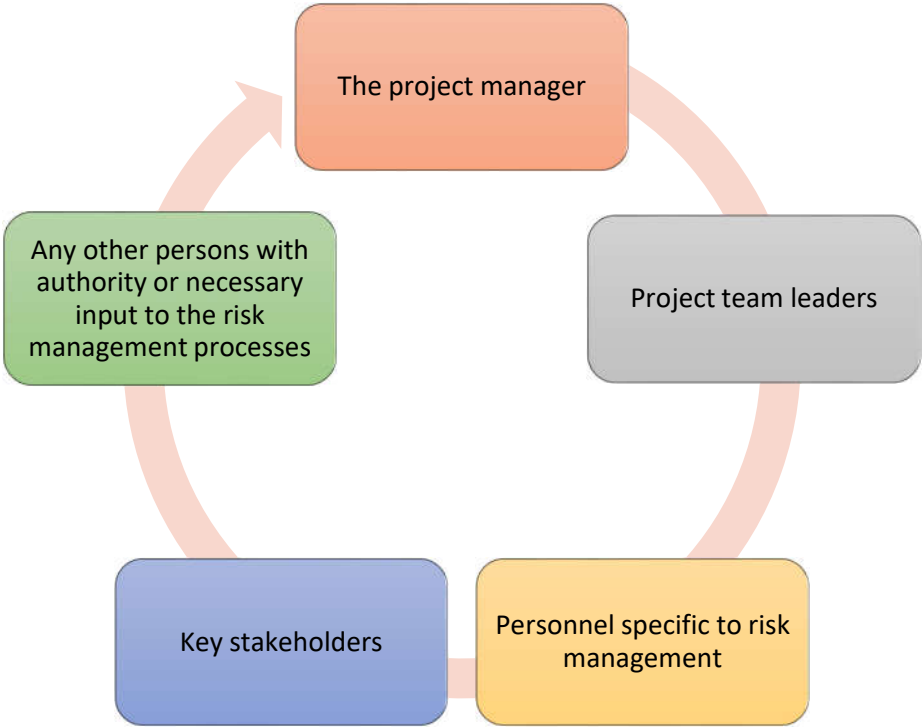 The project manager
Project team leaders
Personnel specific to risk
management
Key stakeholders
Any other persons with
authority or necessary
input to the risk
management processes